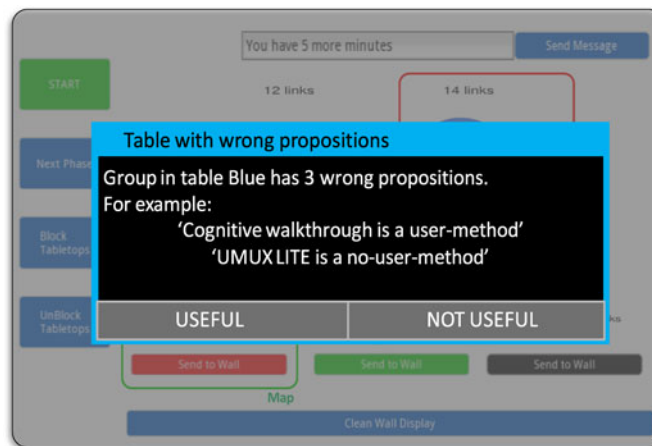 You have 5 more minutes
Send Message
START
12 links
14 links
Table with wrong propositions
Next Phase
Group in table Blue has 3 wrong propositions.
For example:
‘Cognitive walkthrough is a user-method’
‘UMUX LITE is a no-user-method’
Block
Tabletops
UnBlock
Tabletops
USEFUL
NOT USEFUL
Send to Wall
Send to Wall
Send to Wall
Map
Clean Wall Display